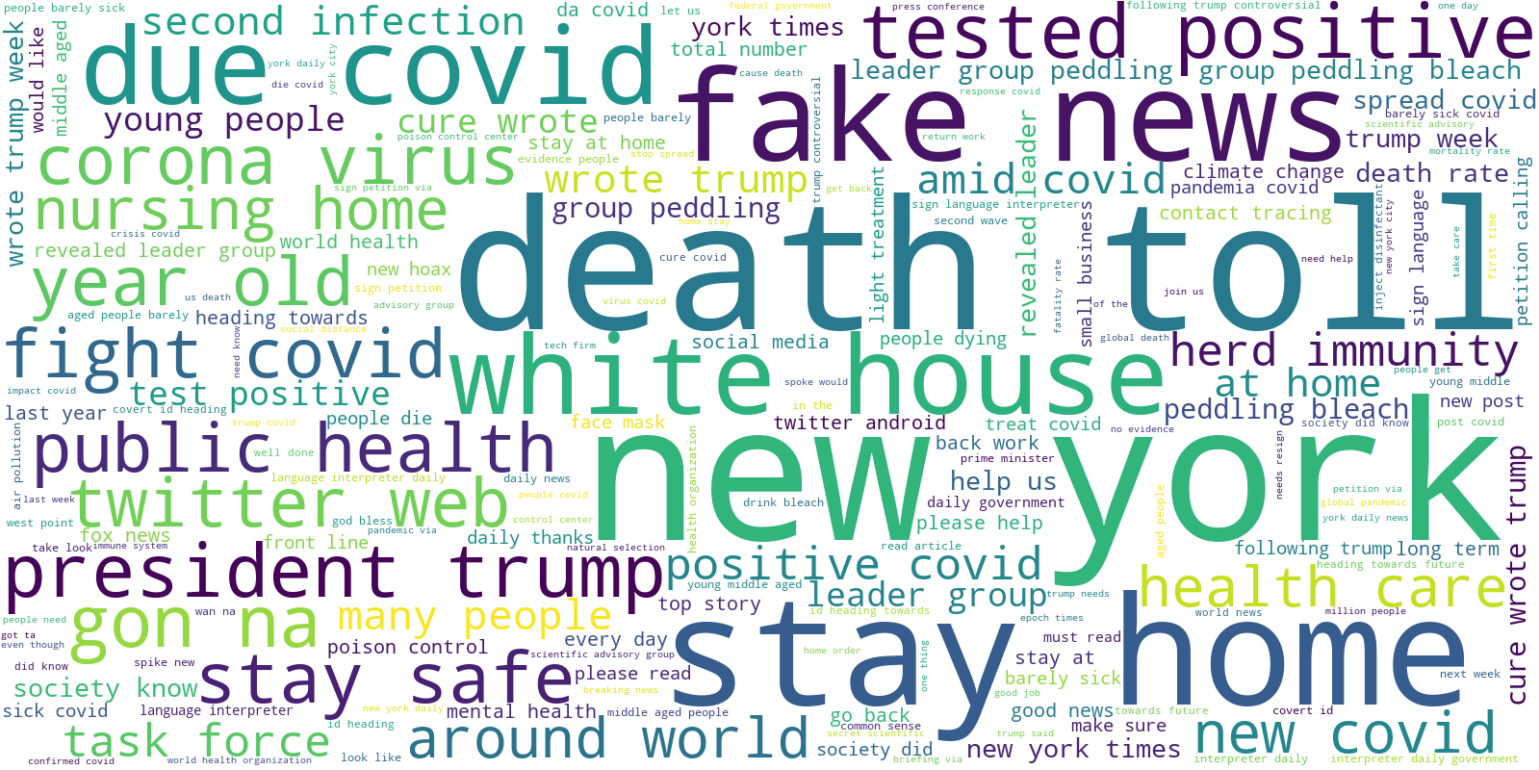 people barely sick
second infection
da covid
let us
york times
federal government
press conference
following trump controversial
one day
wrote trump week
would like
middle aged
due covid
york daily
die covid
york city
total number
cause death
tested positive
leader group peddling
group peddling bleach
response covid
spread covid
barely sick covid
scientific advisory
trump week
mortality rate
young people
cure wrote
people barely
poison control center
stay at home
evidence people
stop spread
fake news
trump controversial
return work
corona virus
sign petition via
wrote trump
get back
amid covid
climate change
death rate
pandemia covid
petition calling
nursing home
group peddling
home stay
sign language interpreter
second wave
revealed leader
contact tracing
small business
crisis covid
revealed leader group
world health
light treatment
death toll
cure covid
need help
inject disinfectant
new york city
sign language
take care
first time
year old
new hoax
sign petition
us death
advisory group
virus covid
fatality rate
of the
join us
aged people barely
heading towards
social distance
need know
fight covid
tech firm
social media
people dying
global death
herd immunity
white house
spoke would
at home
people get
young middle
impact covid
test positive
last year
covert id heading
people die
trump covid
face mask
in the
twitter android
treat covid
no evidence
peddling bleach
society did know
new post
post covid
air pollution
public health
well done
health organization
back work
prime minister
new york
needs resign
cure wrote trump
language interpreter daily
daily news
help us
petition via
global pandemic
last week
twitter web
people covid
drink bleach
daily government
aged people
york daily news
west point
god bless
pandemic via
control center
please help
fox news
front line
daily thanks
take look
immune system
natural selection
read article
following trump
long term
president trump
positive covid
heading towards future
young middle aged
leader group
trump needs
health care
people need
wan na
gon na
many people
top story
id heading towards
epoch times
world news
million people
got ta
even though
poison control
every day
must read
stay home
did know
spike new
scientific advisory group
home order
one thing
stay at
stay safe
please read
barely sick
next week
society know
breaking news
good job
sick covid
language interpreter
new york daily
mental health
middle aged people
go back
good news
towards future
covert id
id heading
common sense
make sure
task force
around world
secret scientific
trump said
new covid
society did
new york times
confirmed covid
world health organization
look like
briefing via
interpreter daily
interpreter daily government